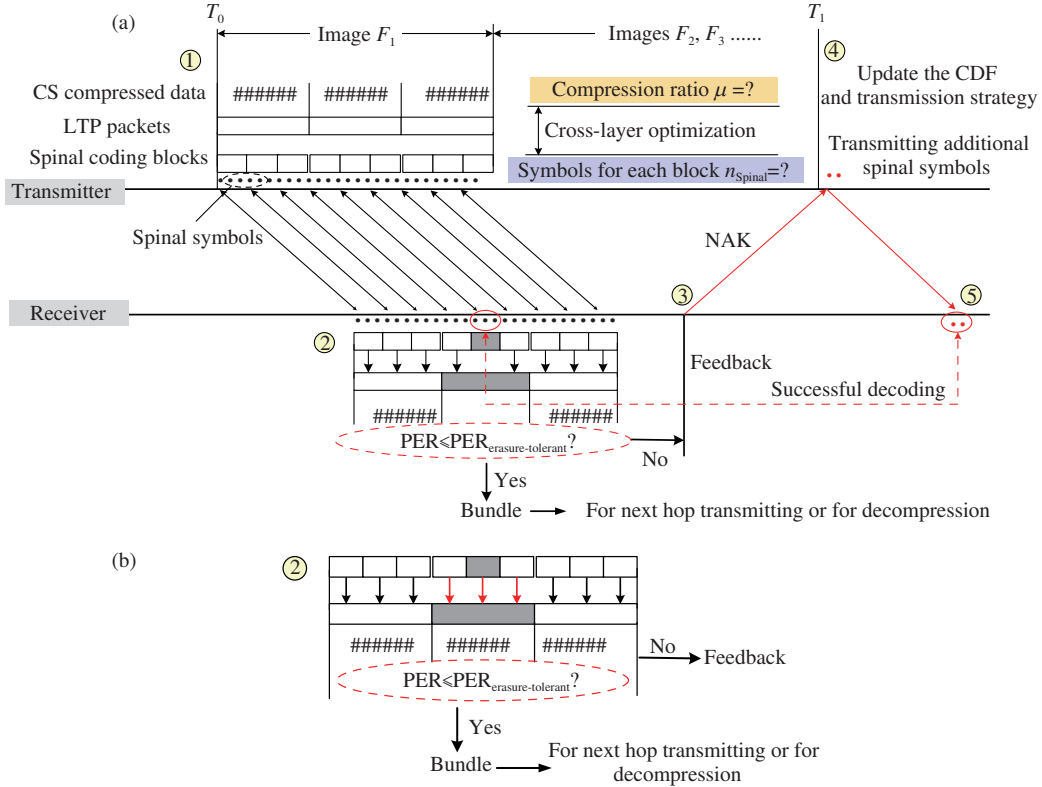 (a)
T0
T1
Image F1
Images F2, F3 ......
①
④
CS compressed data
###### ###### ######
Compression ratio μ =?
Update the CDF
and transmission strategy
LTP packets
Cross-layer optimization
Spinal coding blocks
Symbols for each block nSpinal=?
Transmitting additional
spinal symbols
Transmitter
Spinal symbols
NAK
Receiver
③
⑤
②
Feedback
Successful decoding
###### ######
PER⩽PERerasure-tolerant?
No
Yes
Bundle
For next hop transmitting or for decompression
(b)
②
###### ###### ######
No
Feedback
PER⩽PERerasure-tolerant?
Yes
Bundle
For next hop transmitting or for
decompression